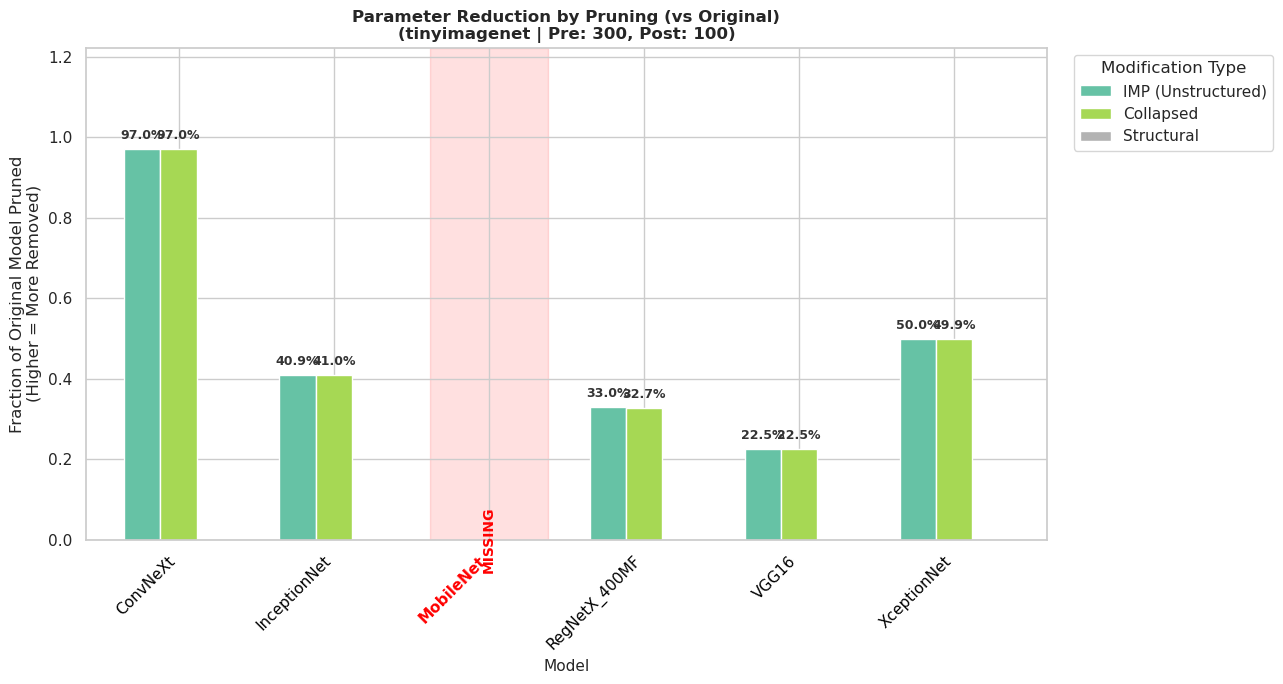 Parameter Reduction by Pruning (vs Original)
(tinyimagenet | Pre: 300, Post: 100)
Fraction of Original Model Pruned
(Higher = More Removed)
1.2
1.0
0.8
0.6
0.4
0.2
0.0
97.0%
97.0%
40.9%
41.0%
MISSING
33.0%
32.7%
22.5%
22.5%
50.0%
49.9%
ConvNeXt
InceptionNet
MobileNet
RegNetX_400MF
VGG16
XceptionNet
Model
Modification Type
IMP (Unstructured)
Collapsed
Structural